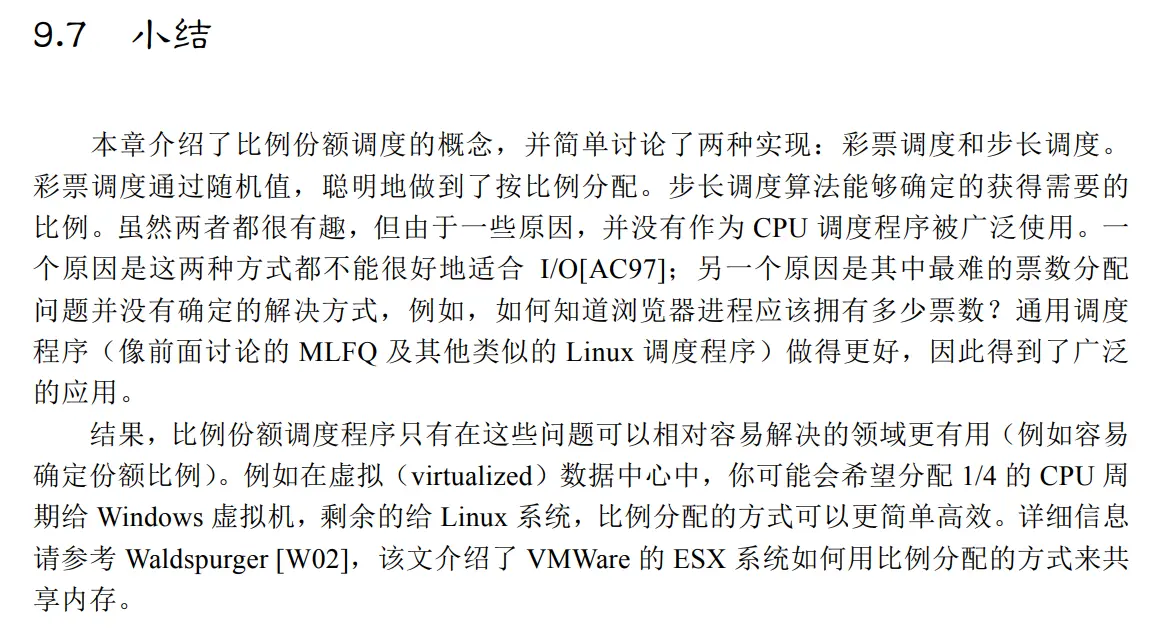 9.7 小结
本章介绍了比例份额调度的概念，并简单讨论了两种实现：彩票调度和步长调度。
彩票调度通过随机值，聪明地做到了按比例分配。步长调度算法能够确定的获得需要的
比例。虽然两者都很有趣，但由于一些原因，并没有作为 CPU 调度程序被广泛使用。一
个原因是这两种方式都不能很好地适合 I/O[AC97]；另一个原因是其中最难的票数分配
问题并没有确定的解决方式，例如，如何知道浏览器进程应该拥有多少票数？通用调度
程序（像前面讨论的 MLFQ 及其他类似的 Linux 调度程序）做得更好，因此得到了广泛
的应用。
结果，比例份额调度程序只有在这些问题可以相对容易解决的领域更有用（例如容易
确定份额比例）。例如在虚拟（virtualized）数据中心中，你可能会希望分配 1/4 的 CPU 周
期给 Windows 虚拟机，剩余的给 Linux 系统，比例分配的方式可以更简单高效。详细信息
请参考 Waldspurger [W02]，该文介绍了 VMWare 的 ESX 系统如何用比例分配的方式来共
享内存。